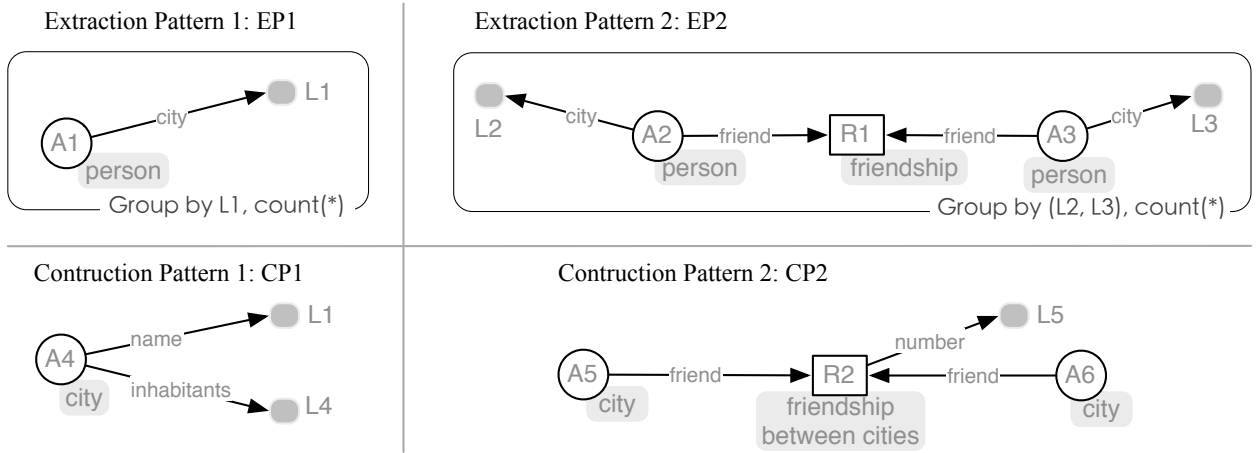 Extraction Pattern 1: EP1
L1
city
A1
person
Group by L1, count(*)
Extraction Pattern 2: EP2
L2
city
A2
person
friend
R1
friendship
friend
A3
person
city
L3
Group by (L2, L3), count(*)
Contruction Pattern 1: CP1
L1
name
A4
city
inhabitants
L4
Contruction Pattern 2: CP2
L5
number
A5
city
friend
R2
friendship
between cities
friend
A6
city